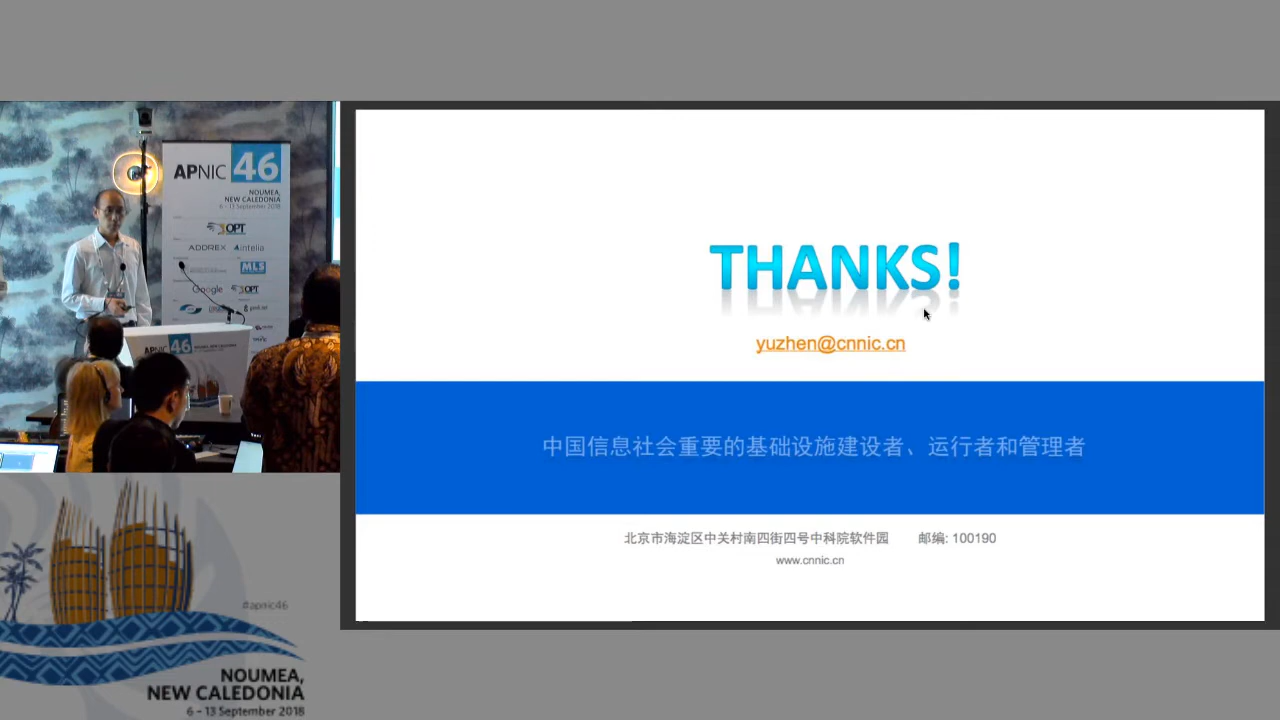 APNIC 46
NOUMEA,
NEW CALEDONIA
6 - 13 September 2018
OPT
ADDREX intelia
MLS
Google OPT
APNIC 46
THANKS!
yuzhen@cnnic.cn
中国信息社会重要的基础设施建设者、运行者和管理者
北京市海淀区中关村南四街四号中科院软件园 邮编: 100190
www.cnnic.cn
#apnic46
NOUMEA,
NEW CALEDONIA
6 - 13 September 2018